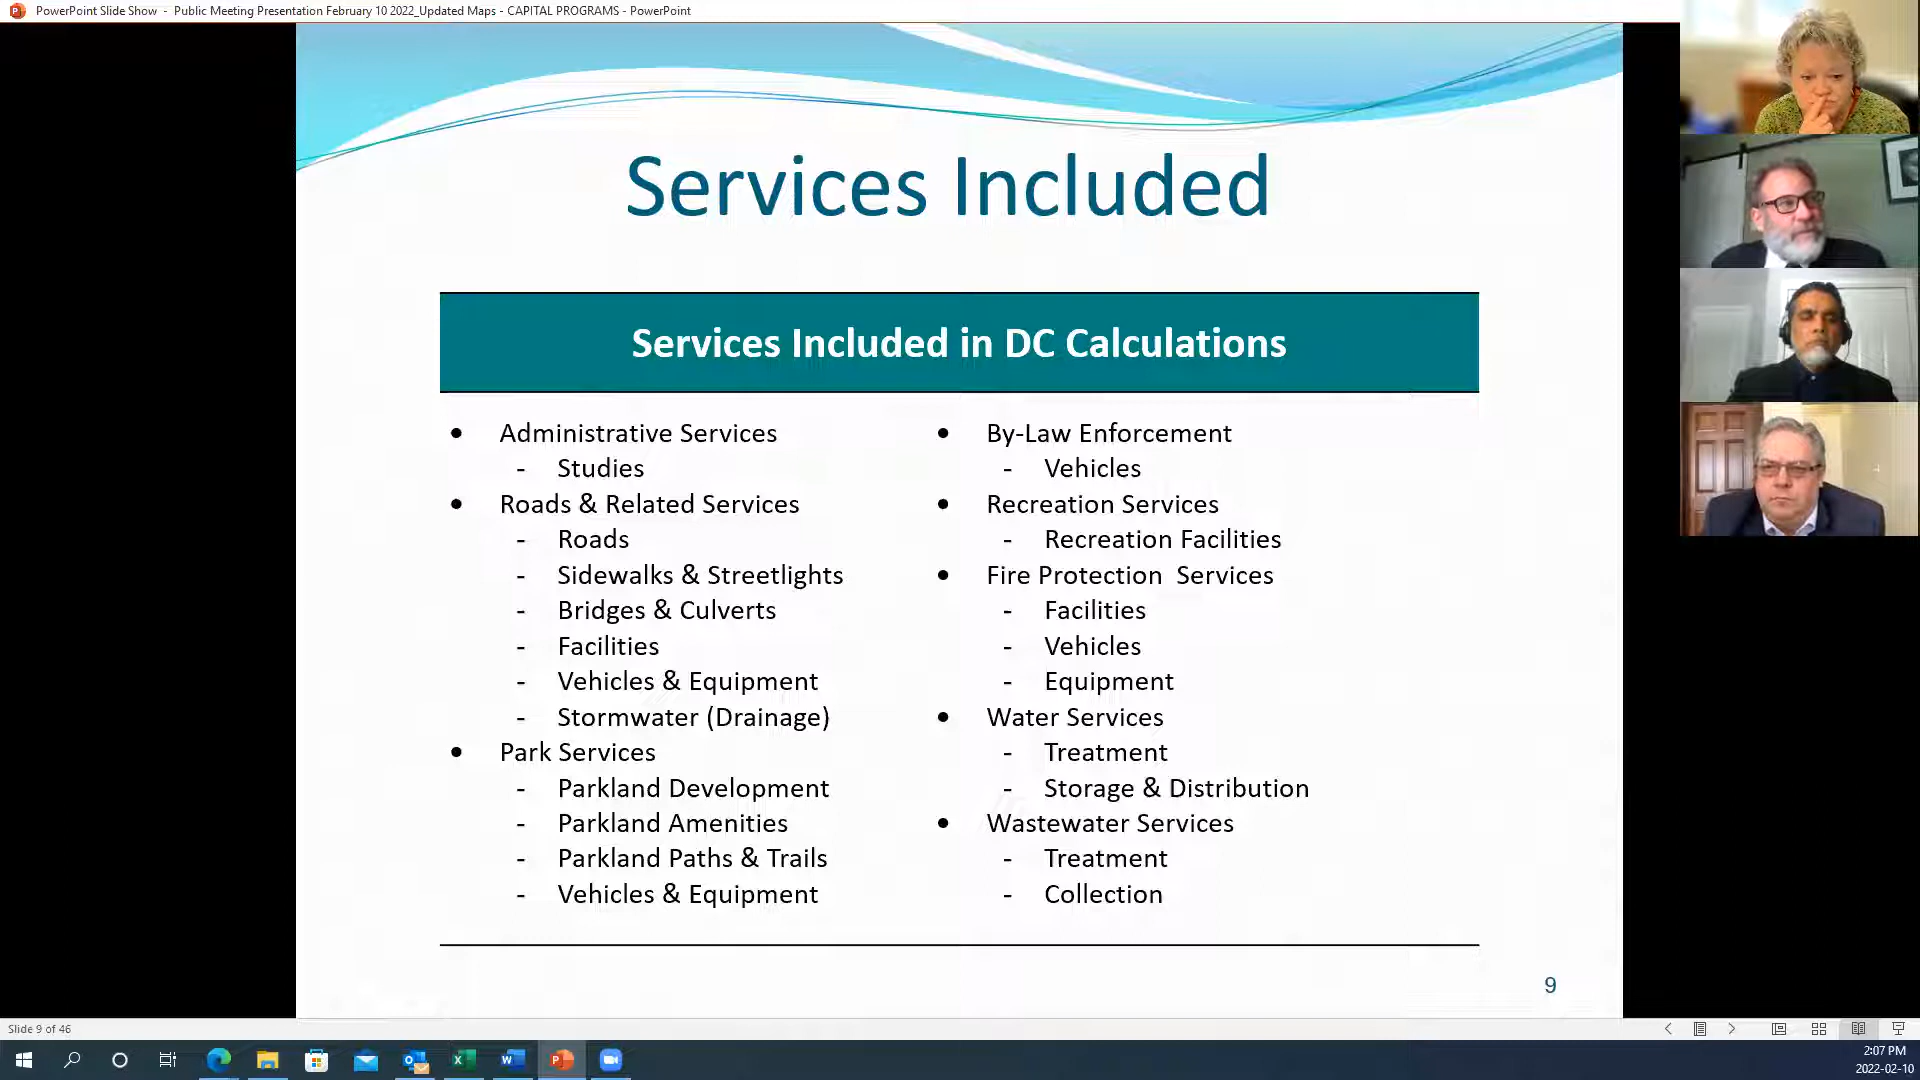 PowerPoint Slide Show - Public Meeting Presentation February 10 2022_Updated Maps - CAPITAL PROGRAMS - PowerPoint
Services Included
Services Included in DC Calculations
• Administrative Services
- Studies
• Roads & Related Services
- Roads
- Sidewalks & Streetlights
- Bridges & Culverts
- Facilities
- Vehicles & Equipment
- Stormwater (Drainage)
• Park Services
- Parkland Development
- Parkland Amenities
- Parkland Paths & Trails
- Vehicles & Equipment
• By-Law Enforcement
- Vehicles
• Recreation Services
- Recreation Facilities
• Fire Protection Services
- Facilities
- Vehicles
- Equipment
• Water Services
- Treatment
- Storage & Distribution
• Wastewater Services
- Treatment
- Collection
9
Slide 9 of 46
2:07 PM
2022-02-10